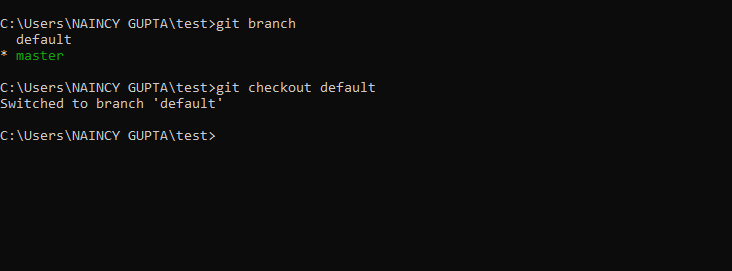 C:\Users\NAINCY GUPTA\test>git branch
  default
* master
C:\Users\NAINCY GUPTA\test>git checkout default
Switched to branch 'default'
C:\Users\NAINCY GUPTA\test>